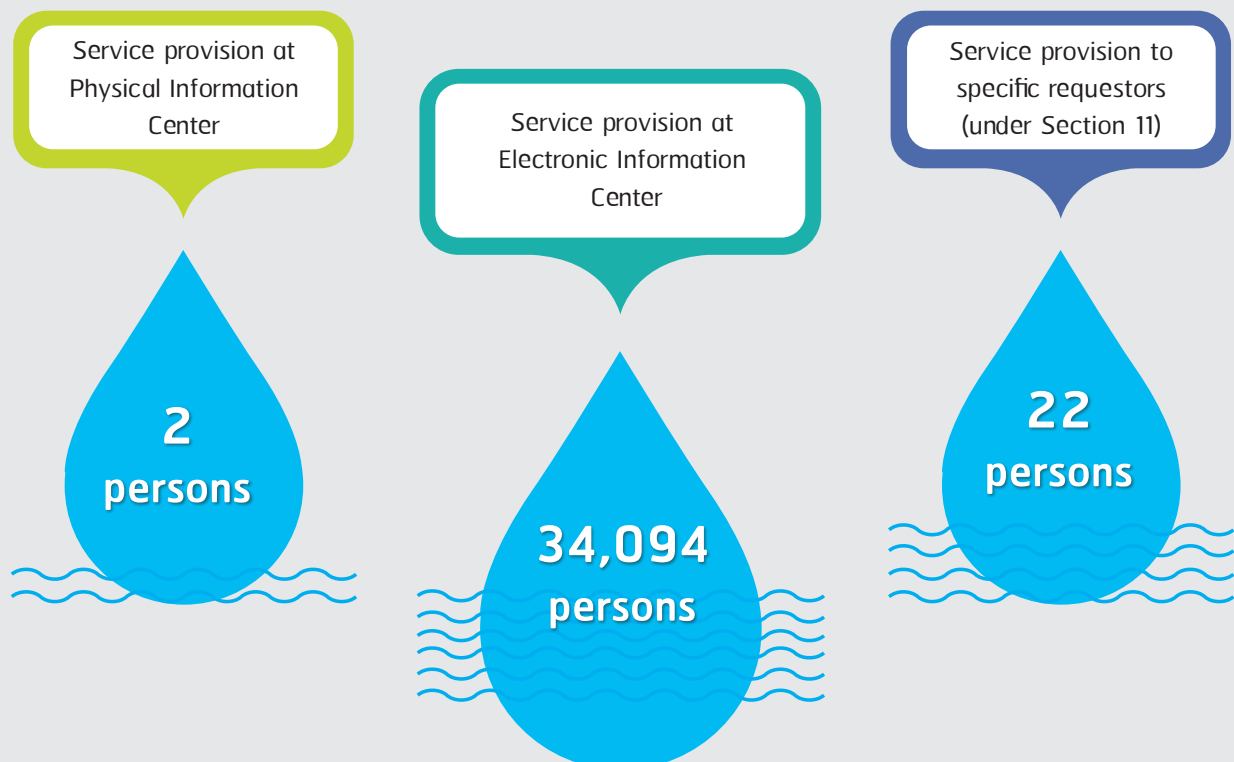 Service provision at
Physical Information
Center
2
persons
Service provision at
Electronic Information
Center
34,094
persons
Service provision to
specific requestors
(under Section 11)
22
persons